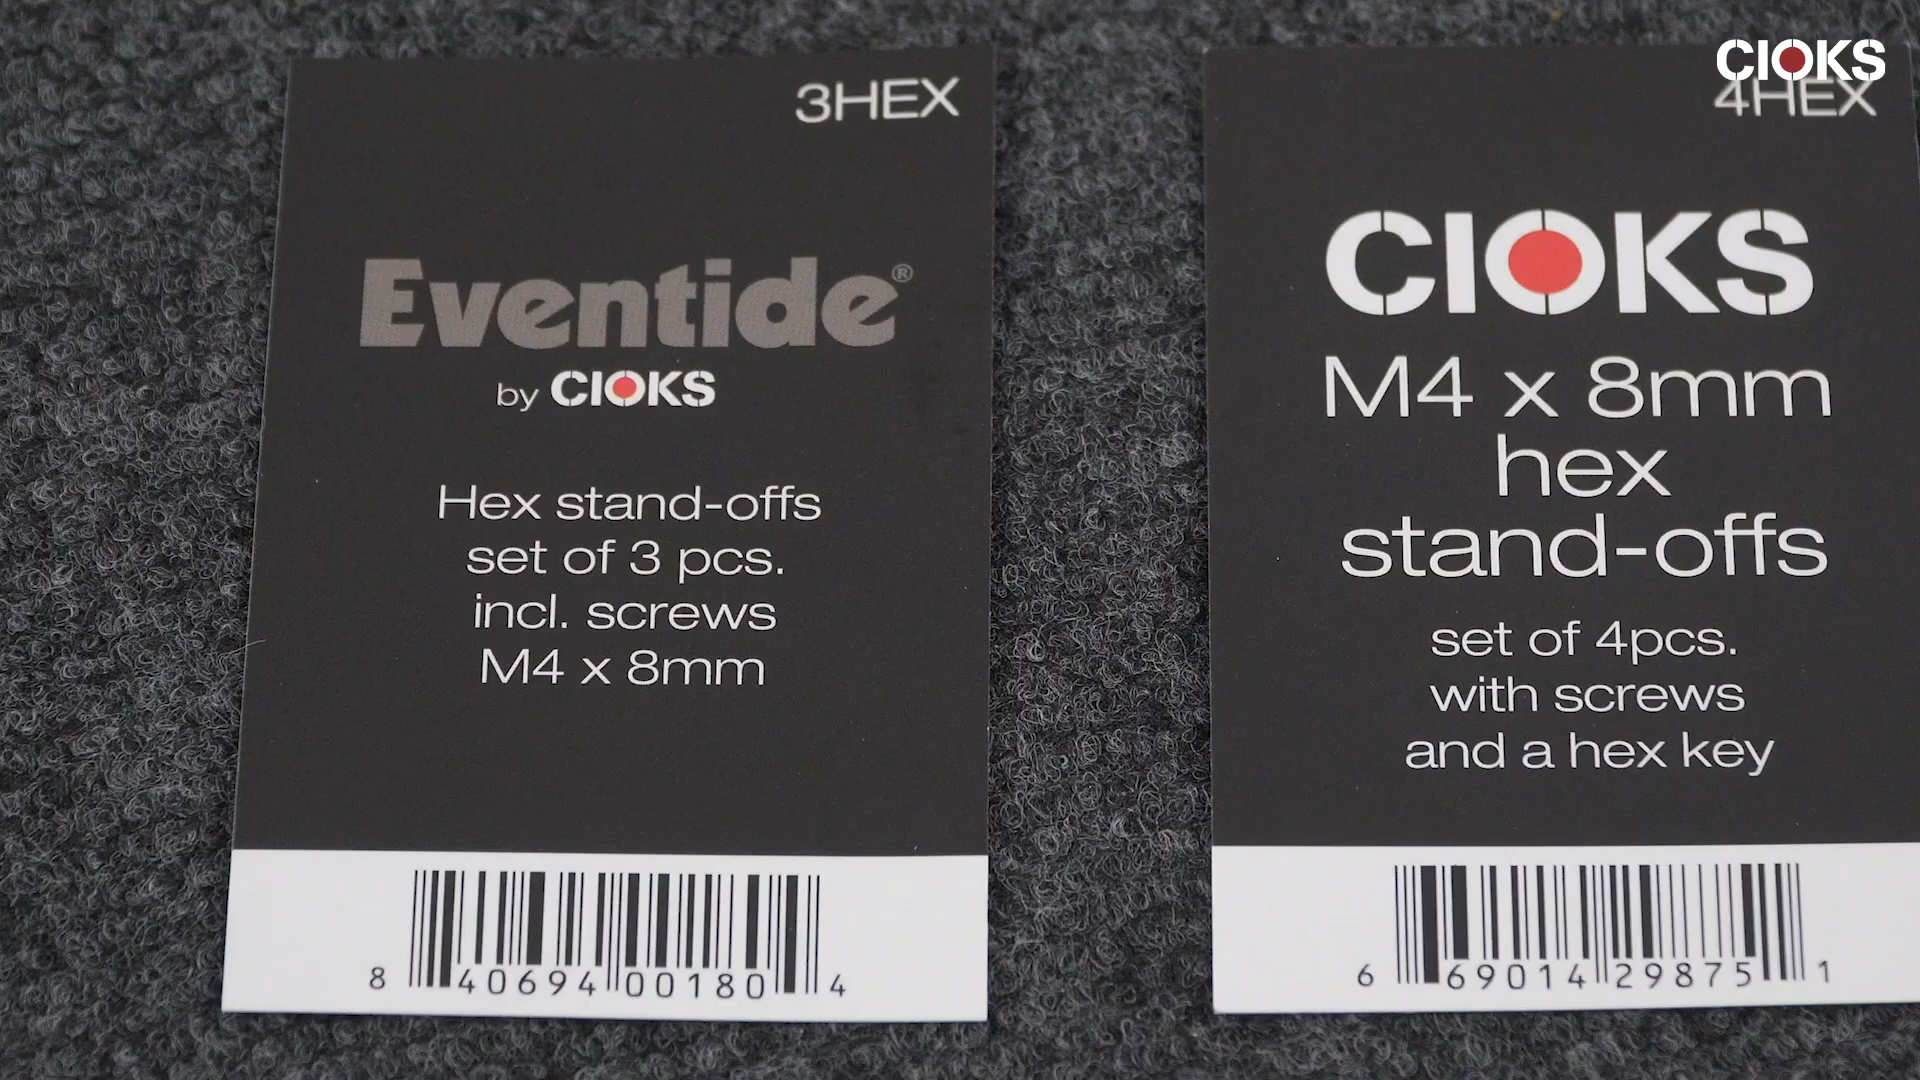 CIOKS
3HEX
Eventide®
by CIOKS
Hex stand-offs
set of 3 pcs.
incl. screws
M4 x 8mm
8 40694 00180 4
4HEX
CIOKS
M4 x 8mm
hex
stand-offs
set of 4pcs.
with screws
and a hex key
6 69014 29875 1